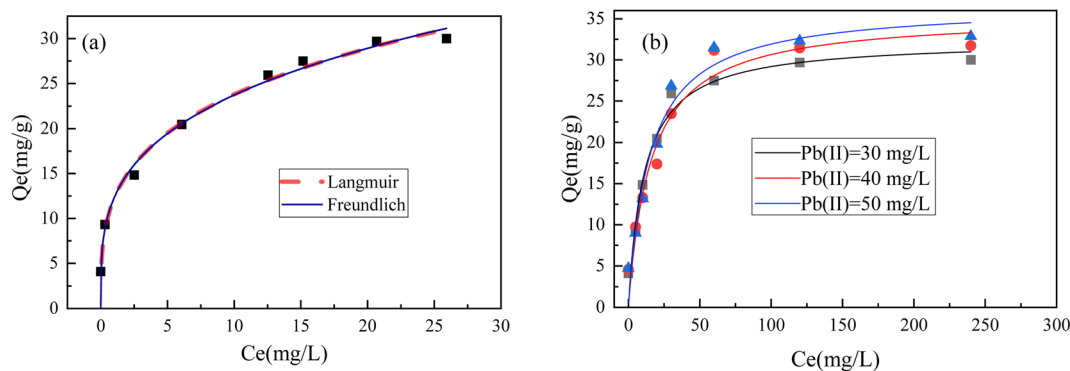 (a)
Qe(mg/g)
30
25
20
15
10
5
0
Langmuir
Freundlich
0 5 10 15 20 25 30
Ce(mg/L)
(b)
Qe(mg/g)
35
30
25
20
15
10
5
0
Pb(II)=30 mg/L
Pb(II)=40 mg/L
Pb(II)=50 mg/L
0 50 100 150 200 250 300
Ce(mg/L)